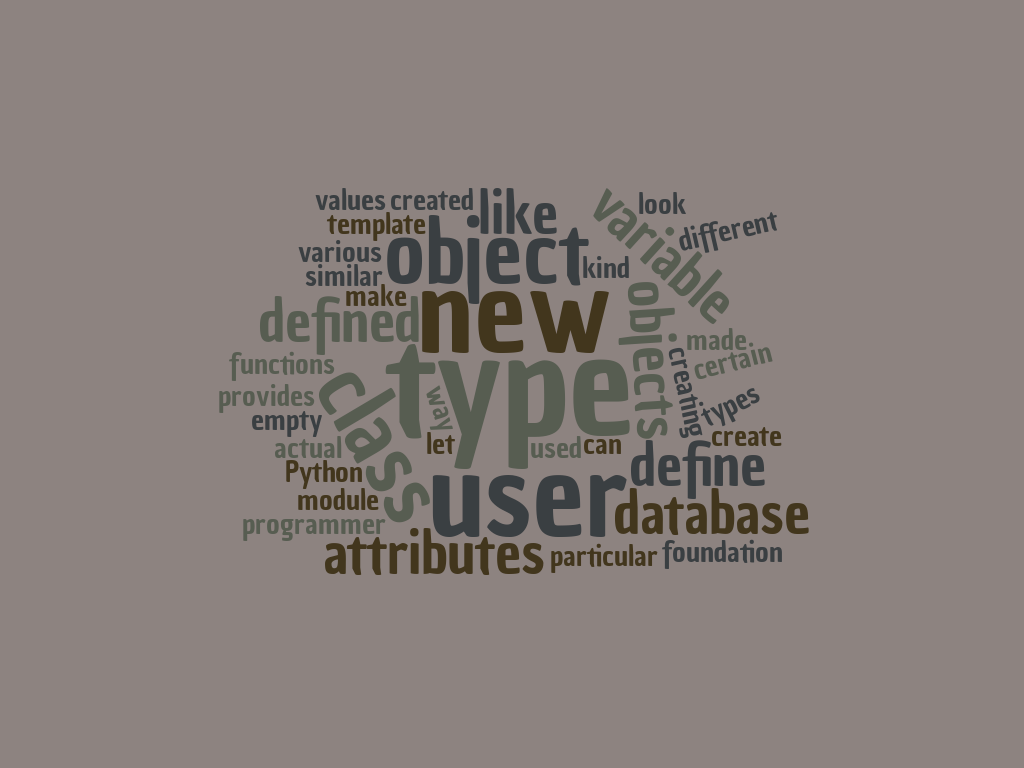 values created like
look
template
variable
different
various
object
similar
kind
make
new
defined
objects
functions
type
made
certain
creating
provides
class
way
types
empty
let
used can
create
actual
define
Python
user
module
database
programmer
attributes
particular
foundation